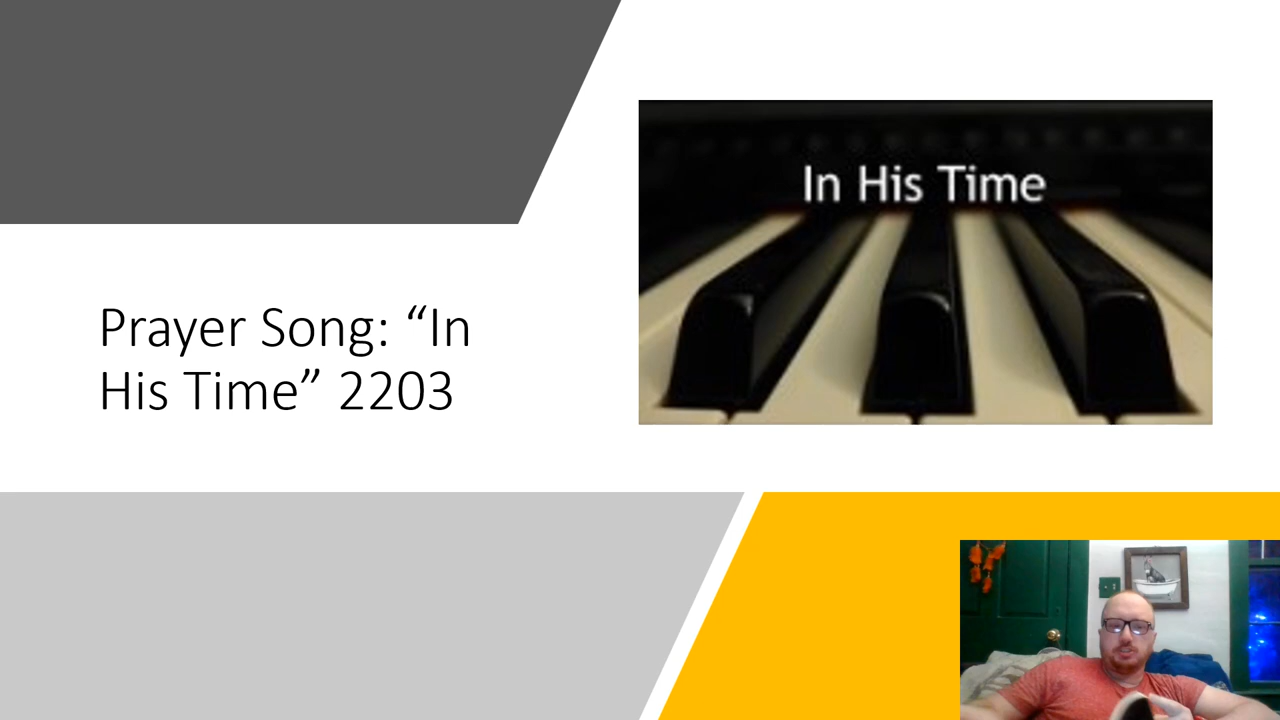 Prayer Song: “In
His Time” 2203
In His Time